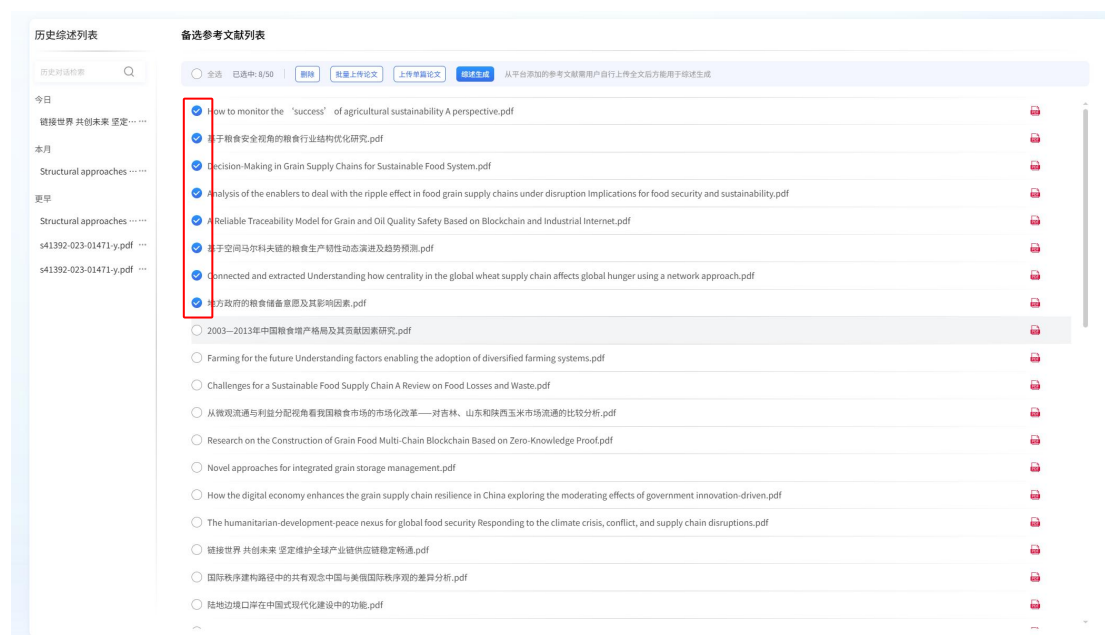 历史综述列表
历史对话检索
今日
链接世界 共创未来 坚定… …
本月
Structural approaches … …
更早
Structural approaches … …
s41392-023-01471-y.pdf …
s41392-023-01471-y.pdf …
备选参考文献列表
全选 已选中: 8/50 删除 批量上传论文 上传单篇论文 综述生成 从平台添加的参考文献需用户自行上传全文后方能用于综述生成
How to monitor the ‘success’ of agricultural sustainability A perspective.pdf
基于粮食安全视角的粮食行业结构优化研究.pdf
Decision-Making in Grain Supply Chains for Sustainable Food System.pdf
Analysis of the enablers to deal with the ripple effect in food grain supply chains under disruption Implications for food security and sustainability.pdf
A Reliable Traceability Model for Grain and Oil Quality Safety Based on Blockchain and Industrial Internet.pdf
基于空间马尔科夫链的粮食生产韧性动态演进及趋势预测.pdf
Connected and extracted Understanding how centrality in the global wheat supply chain affects global hunger using a network approach.pdf
地方政府的粮食储备意愿及其影响因素.pdf
2003—2013年中国粮食增产格局及其贡献因素研究.pdf
Farming for the future Understanding factors enabling the adoption of diversified farming systems.pdf
Challenges for a Sustainable Food Supply Chain A Review on Food Losses and Waste.pdf
从微观流通与利益分配视角看我国粮食市场的市场化改革——对吉林、山东和陕西玉米市场流通的比较分析.pdf
Research on the Construction of Grain Food Multi-Chain Blockchain Based on Zero-Knowledge Proof.pdf
Novel approaches for integrated grain storage management.pdf
How the digital economy enhances the grain supply chain resilience in China exploring the moderating effects of government innovation-driven.pdf
The humanitarian-development-peace nexus for global food security Responding to the climate crisis, conflict, and supply chain disruptions.pdf
链接世界 共创未来 坚定维护全球产业链供应链稳定畅通.pdf
国际秩序建构路径中的共有观念中国与美俄国际秩序观的差异分析.pdf
陆地边境口岸在中国式现代化建设中的功能.pdf